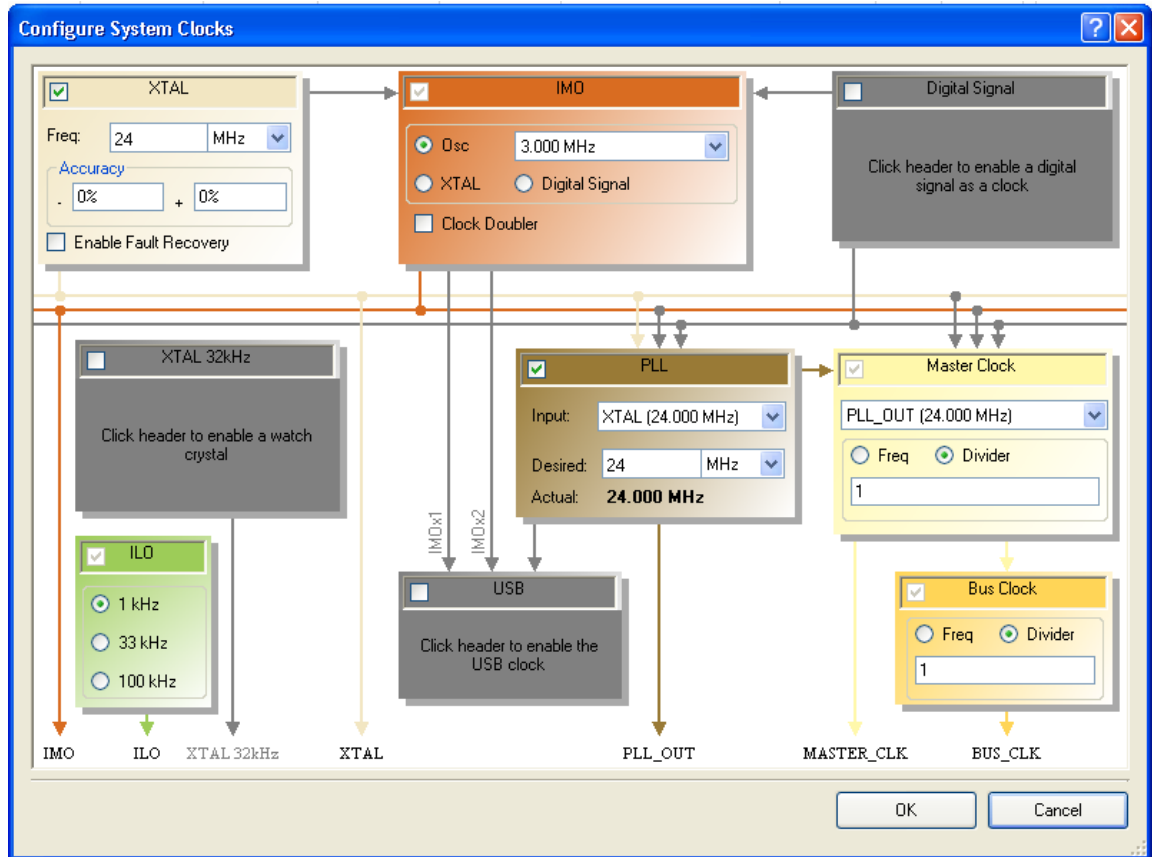 Configure System Clocks
XTAL
Freq: 24 MHz
Accuracy
- 0% + 0%
Enable Fault Recovery
IMO
Osc 3.000 MHz
XTAL Digital Signal
Clock Doubler
Digital Signal
Click header to enable a digital
signal as a clock
XTAL 32kHz
Click header to enable a watch
crystal
PLL
Input: XTAL (24.000 MHz)
Desired: 24 MHz
Actual: 24.000 MHz
Master Clock
PLL_OUT (24.000 MHz)
Freq Divider
1
IMOx1
IMOx2
ILO
1 kHz
33 kHz
100 kHz
USB
Click header to enable the
USB clock
Bus Clock
Freq Divider
1
IMO ILO XTAL 32kHz XTAL PLL_OUT MASTER_CLK BUS_CLK
OK Cancel